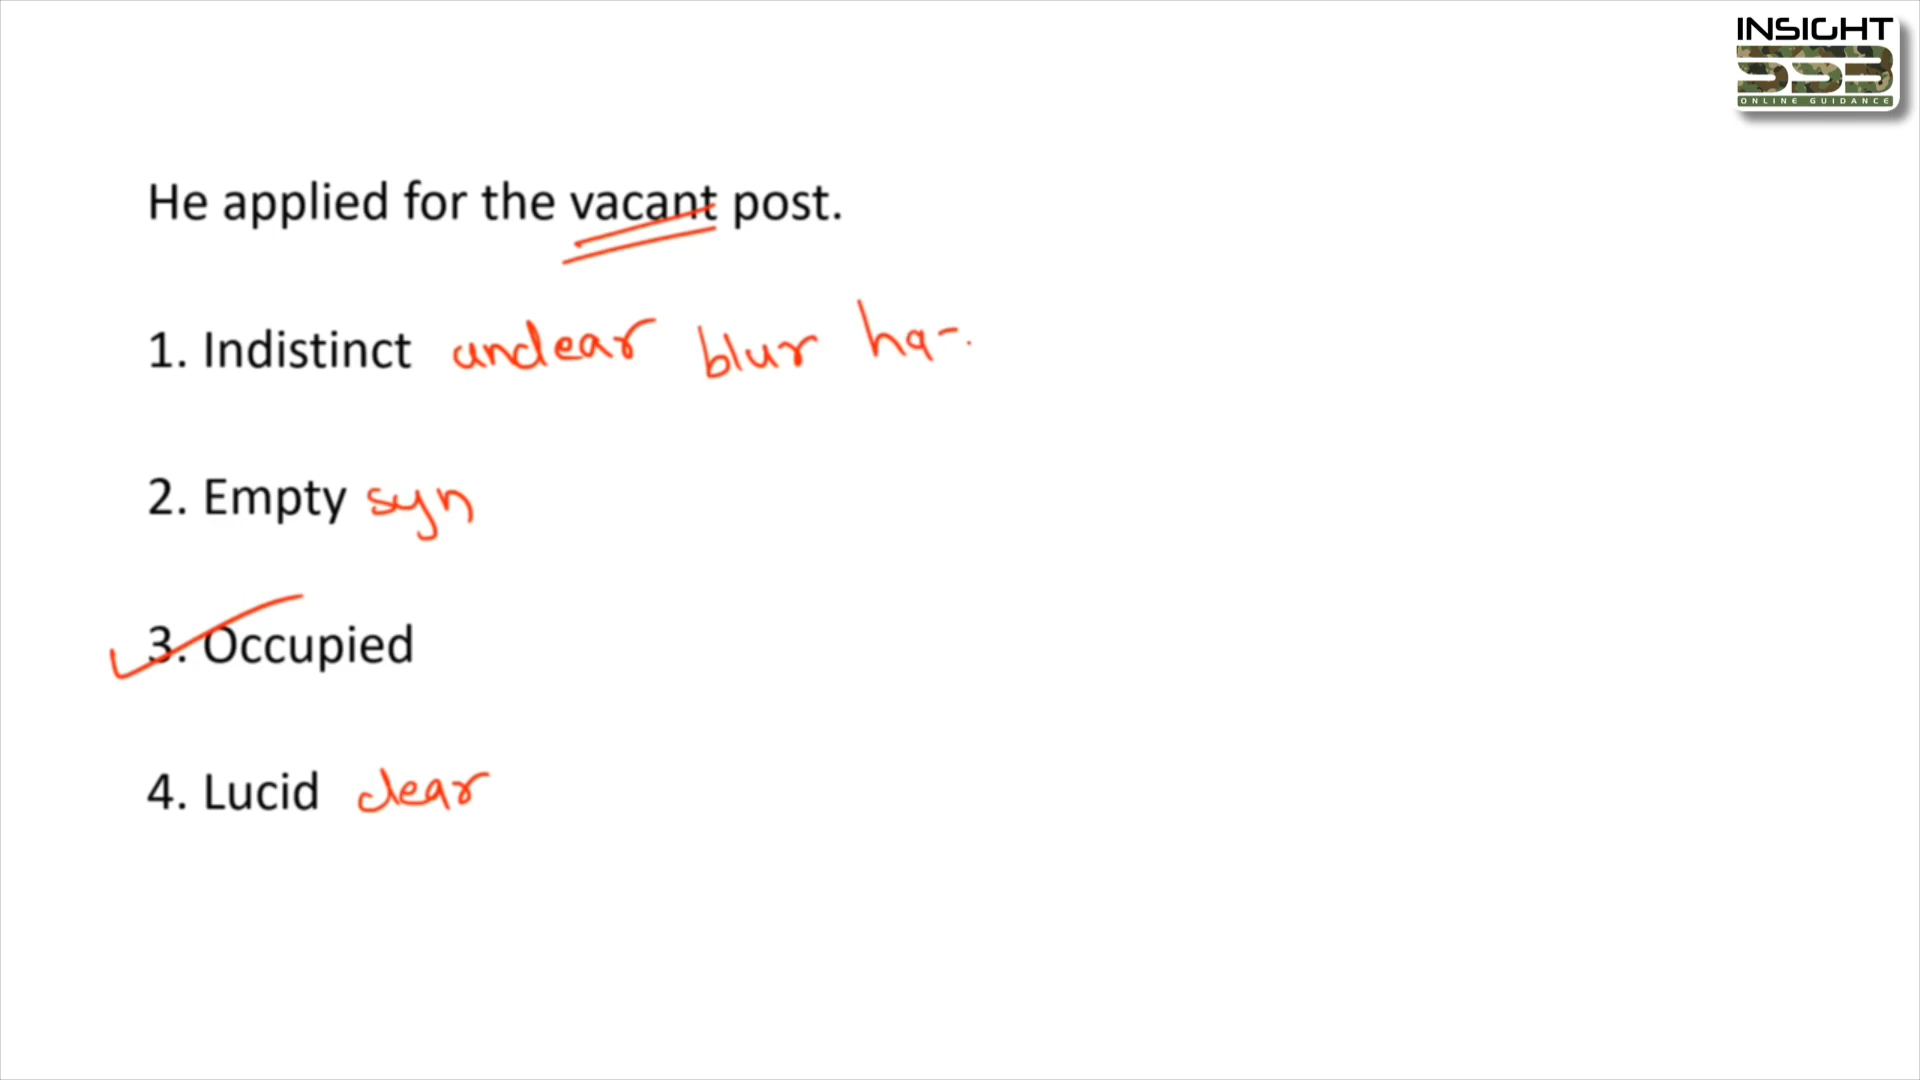 INSIGHT
SSB
ONLINE GUIDANCE
He applied for the vacant post.
1. Indistinct unclear blur
2. Empty syn
3. Occupied
4. Lucid clear